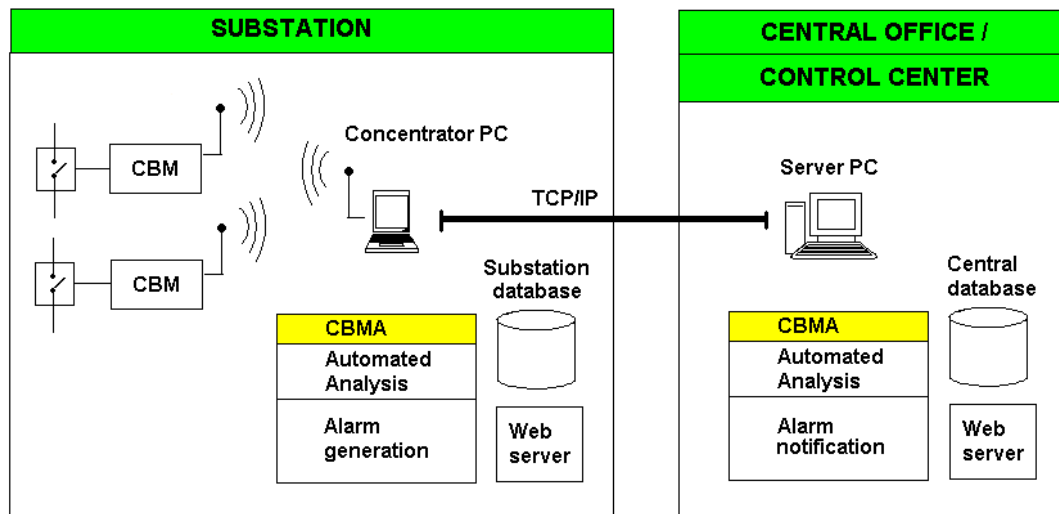 SUBSTATION
CENTRAL OFFICE /
CONTROL CENTER
Concentrator PC
CBM
CBM
TCP/IP
Server PC
Substation
database
CBMA
Automated
Analysis
Alarm
generation
Web
server
Central
database
CBMA
Automated
Analysis
Alarm
notification
Web
server